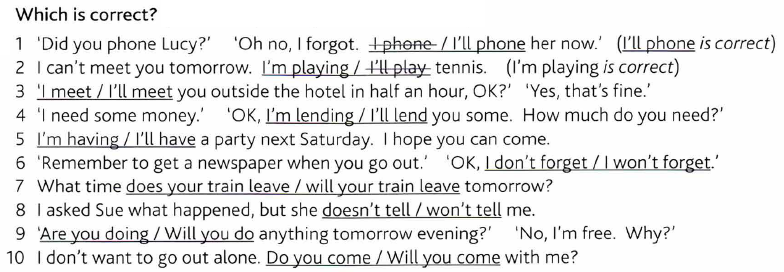 Which is correct?
1 'Did you phone Lucy?' 'Oh no, I forgot. I phone / I'll phone her now.' (I'll phone is correct)
2 I can't meet you tomorrow. I'm playing / I'll play tennis. (I'm playing is correct)
3 'I meet / I'll meet you outside the hotel in half an hour, OK?' 'Yes, that's fine.'
4 'I need some money.' 'OK, I'm lending / I'll lend you some. How much do you need?'
5 I'm having / I'll have a party next Saturday. I hope you can come.
6 'Remember to get a newspaper when you go out.' 'OK, I don't forget / I won't forget.'
7 What time does your train leave / will your train leave tomorrow?
8 I asked Sue what happened, but she doesn't tell / won't tell me.
9 'Are you doing / Will you do anything tomorrow evening?' 'No, I'm free. Why?'
10 I don't want to go out alone. Do you come / Will you come with me?